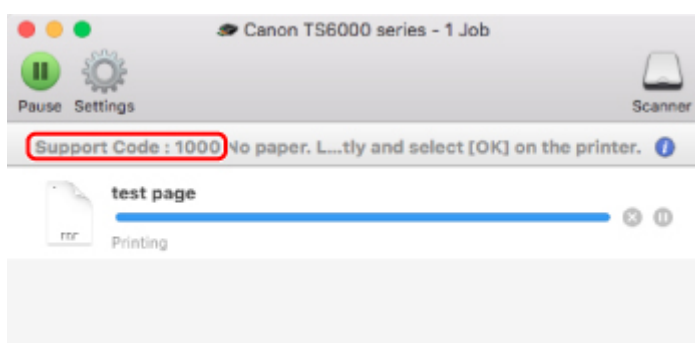 Canon TS6000 series - 1 Job
Pause Settings
Scanner
Support Code : 1000 No paper. L...tly and select [OK] on the printer.
test page
PDF
Printing